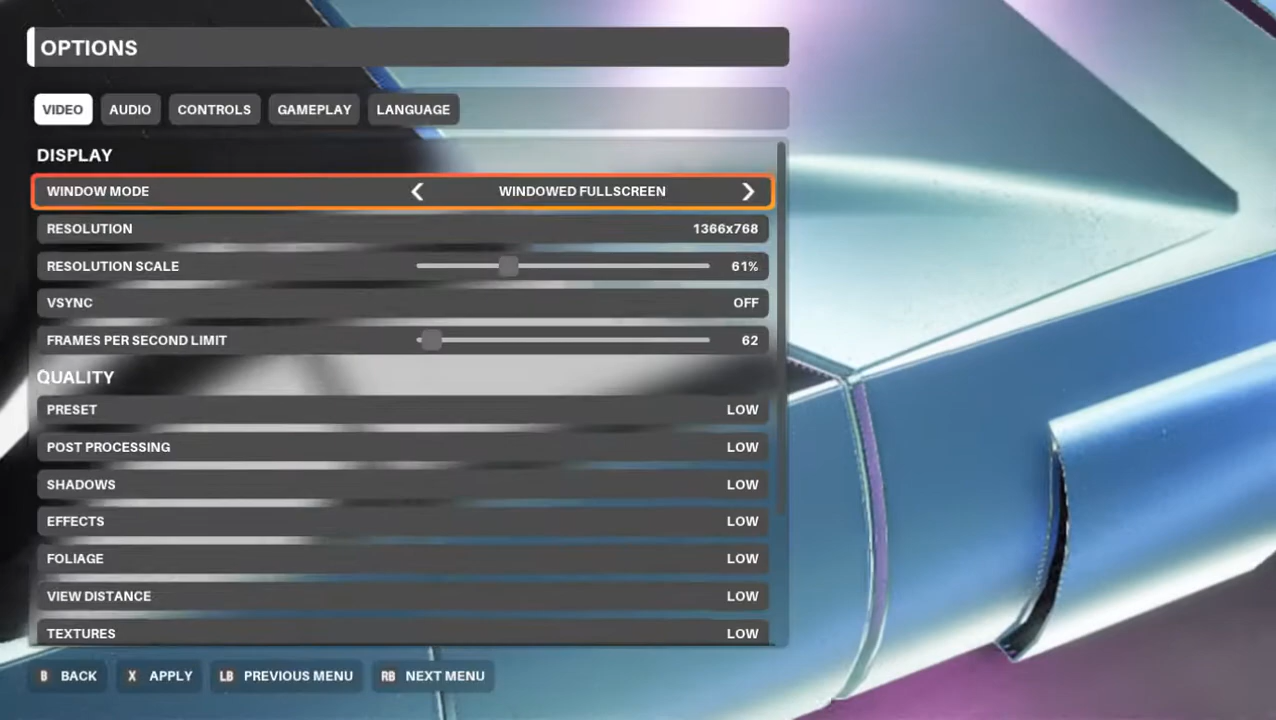 OPTIONS
VIDEO AUDIO CONTROLS GAMEPLAY LANGUAGE
DISPLAY
WINDOW MODE WINDOWED FULLSCREEN
RESOLUTION 1366x768
RESOLUTION SCALE 61%
VSYNC OFF
FRAMES PER SECOND LIMIT 62
QUALITY
PRESET LOW
POST PROCESSING LOW
SHADOWS LOW
EFFECTS LOW
FOLIAGE LOW
VIEW DISTANCE LOW
TEXTURES LOW
B BACK X APPLY LB PREVIOUS MENU RB NEXT MENU